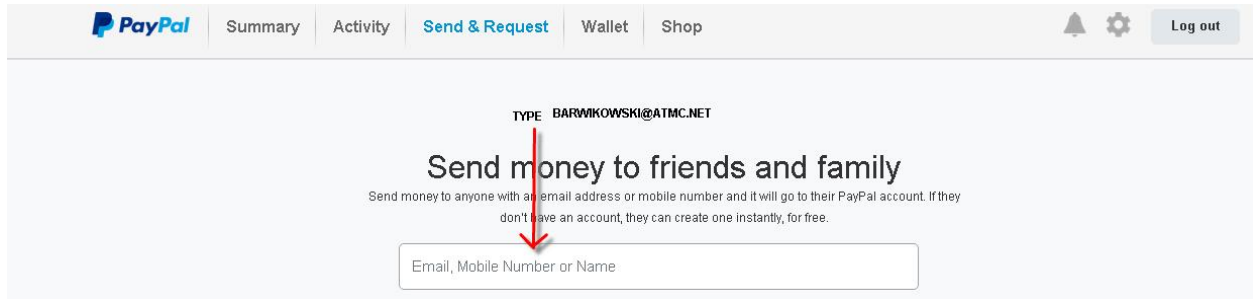 PayPal Summary Activity Send & Request Wallet Shop Log out
TYPE BARWIKOWSKI@ATMC.NET
Send money to friends and family
Send money to anyone with an email address or mobile number and it will go to their PayPal account. If they
don't have an account, they can create one instantly, for free.
Email, Mobile Number or Name